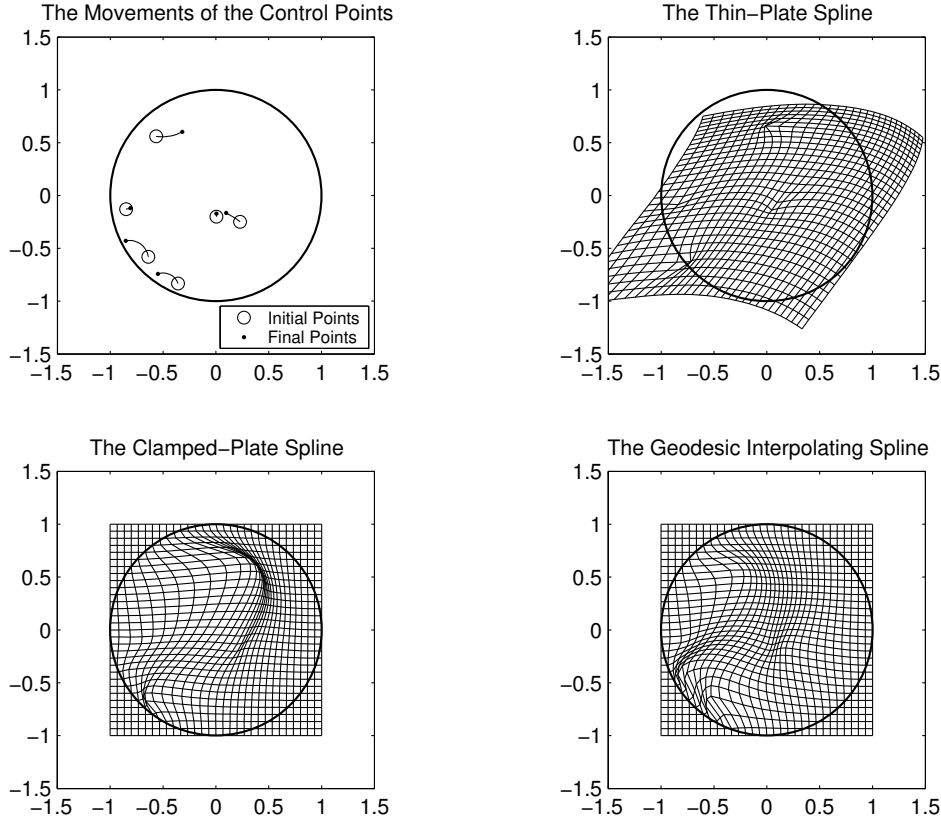 The Movements of the Control Points
1.5
1
0.5
0
−0.5
−1
−1.5
−1.5 −1 −0.5 0 0.5 1 1.5
Initial Points
Final Points
The Thin−Plate Spline
1.5
1
0.5
0
−0.5
−1
−1.5
−1.5 −1 −0.5 0 0.5 1 1.5
The Clamped−Plate Spline
1.5
1
0.5
0
−0.5
−1
−1.5
−1.5 −1 −0.5 0 0.5 1 1.5
The Geodesic Interpolating Spline
1.5
1
0.5
0
−0.5
−1
−1.5
−1.5 −1 −0.5 0 0.5 1 1.5